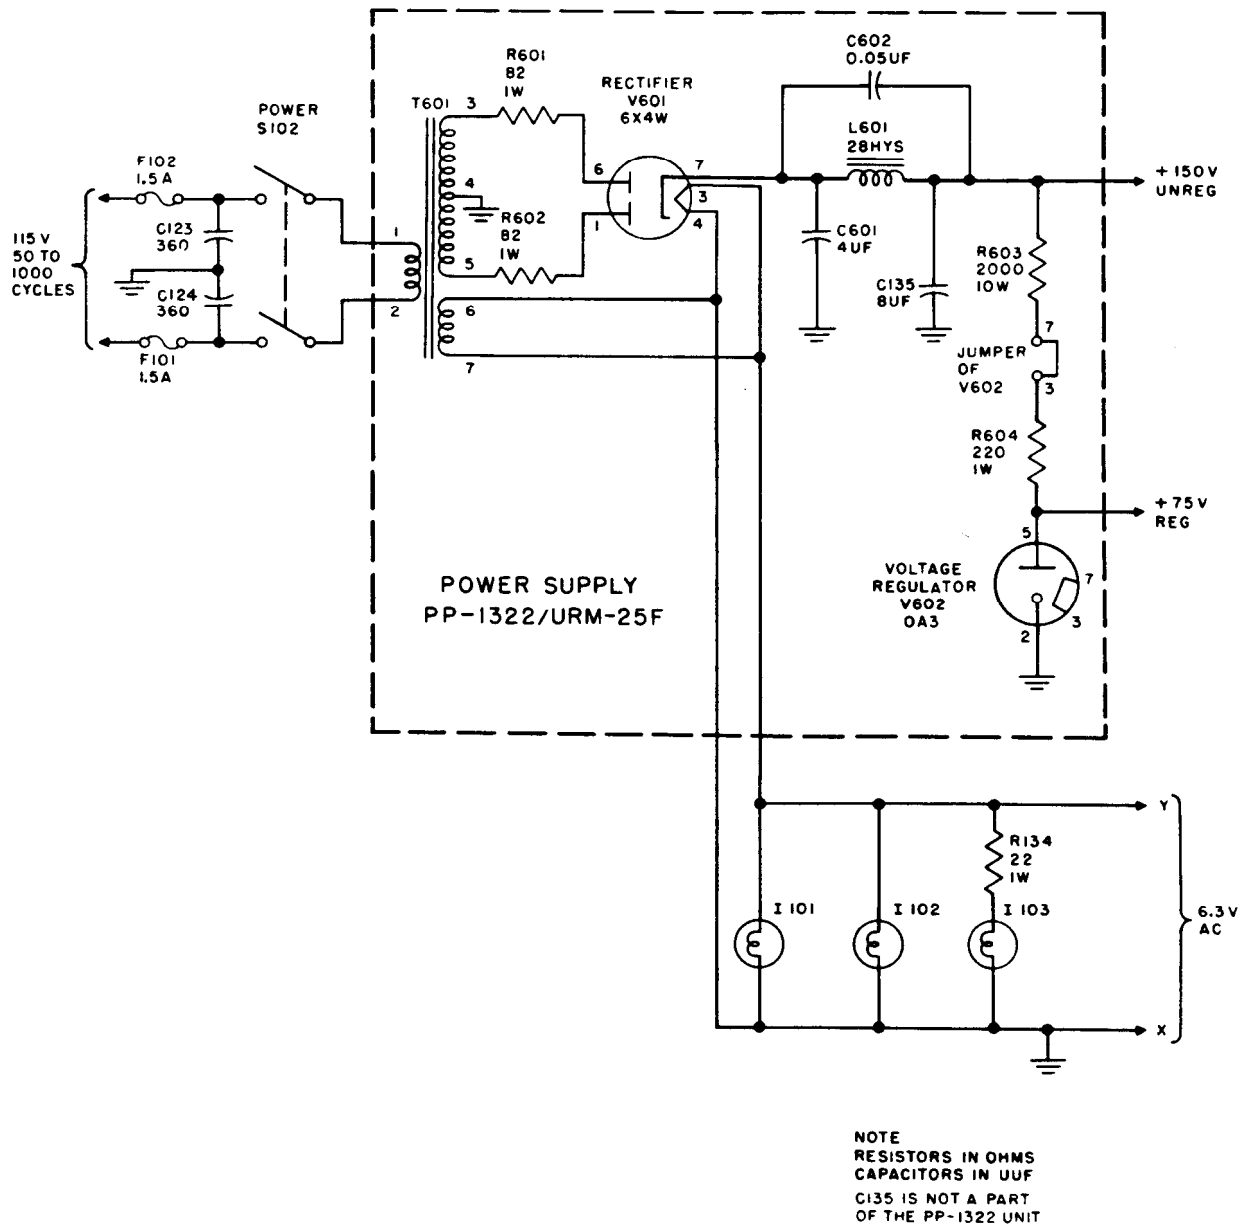 C602
0.05UF
R601
82
1W
RECTIFIER
V601
6X4W
T601
3
POWER
S102
L601
28HYS
F102
1.5A
6
7
+150V
UNREG
4
3
R602
82
1W
1
4
C123
360
115V
50 TO
1000
CYCLES
1
C601
4UF
R603
2000
10W
5
C124
360
C135
8UF
2
6
7
F101
1.5A
JUMPER
OF
V602
3
7
R604
220
1W
+75V
REG
5
VOLTAGE
REGULATOR
V602
OA3
7
3
2
POWER SUPPLY
PP-1322/URM-25F
Y
R134
22
1W
I 101
I 102
I 103
6.3V
AC
X
NOTE
RESISTORS IN OHMS
CAPACITORS IN UUF
C135 IS NOT A PART
OF THE PP-1322 UNIT